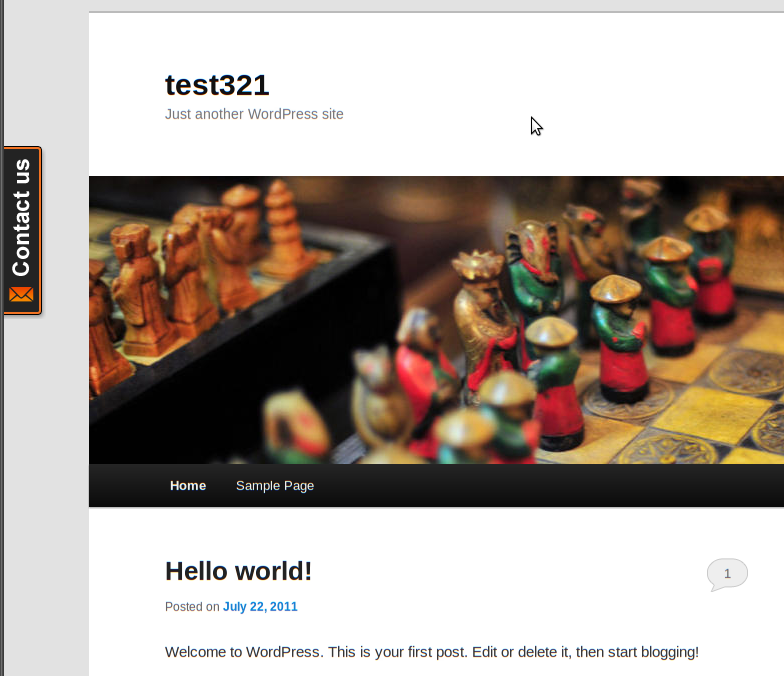 test321
Just another WordPress site
Contact us
Home Sample Page
Hello world!
1
Posted on July 22, 2011
Welcome to WordPress. This is your first post. Edit or delete it, then start blogging!